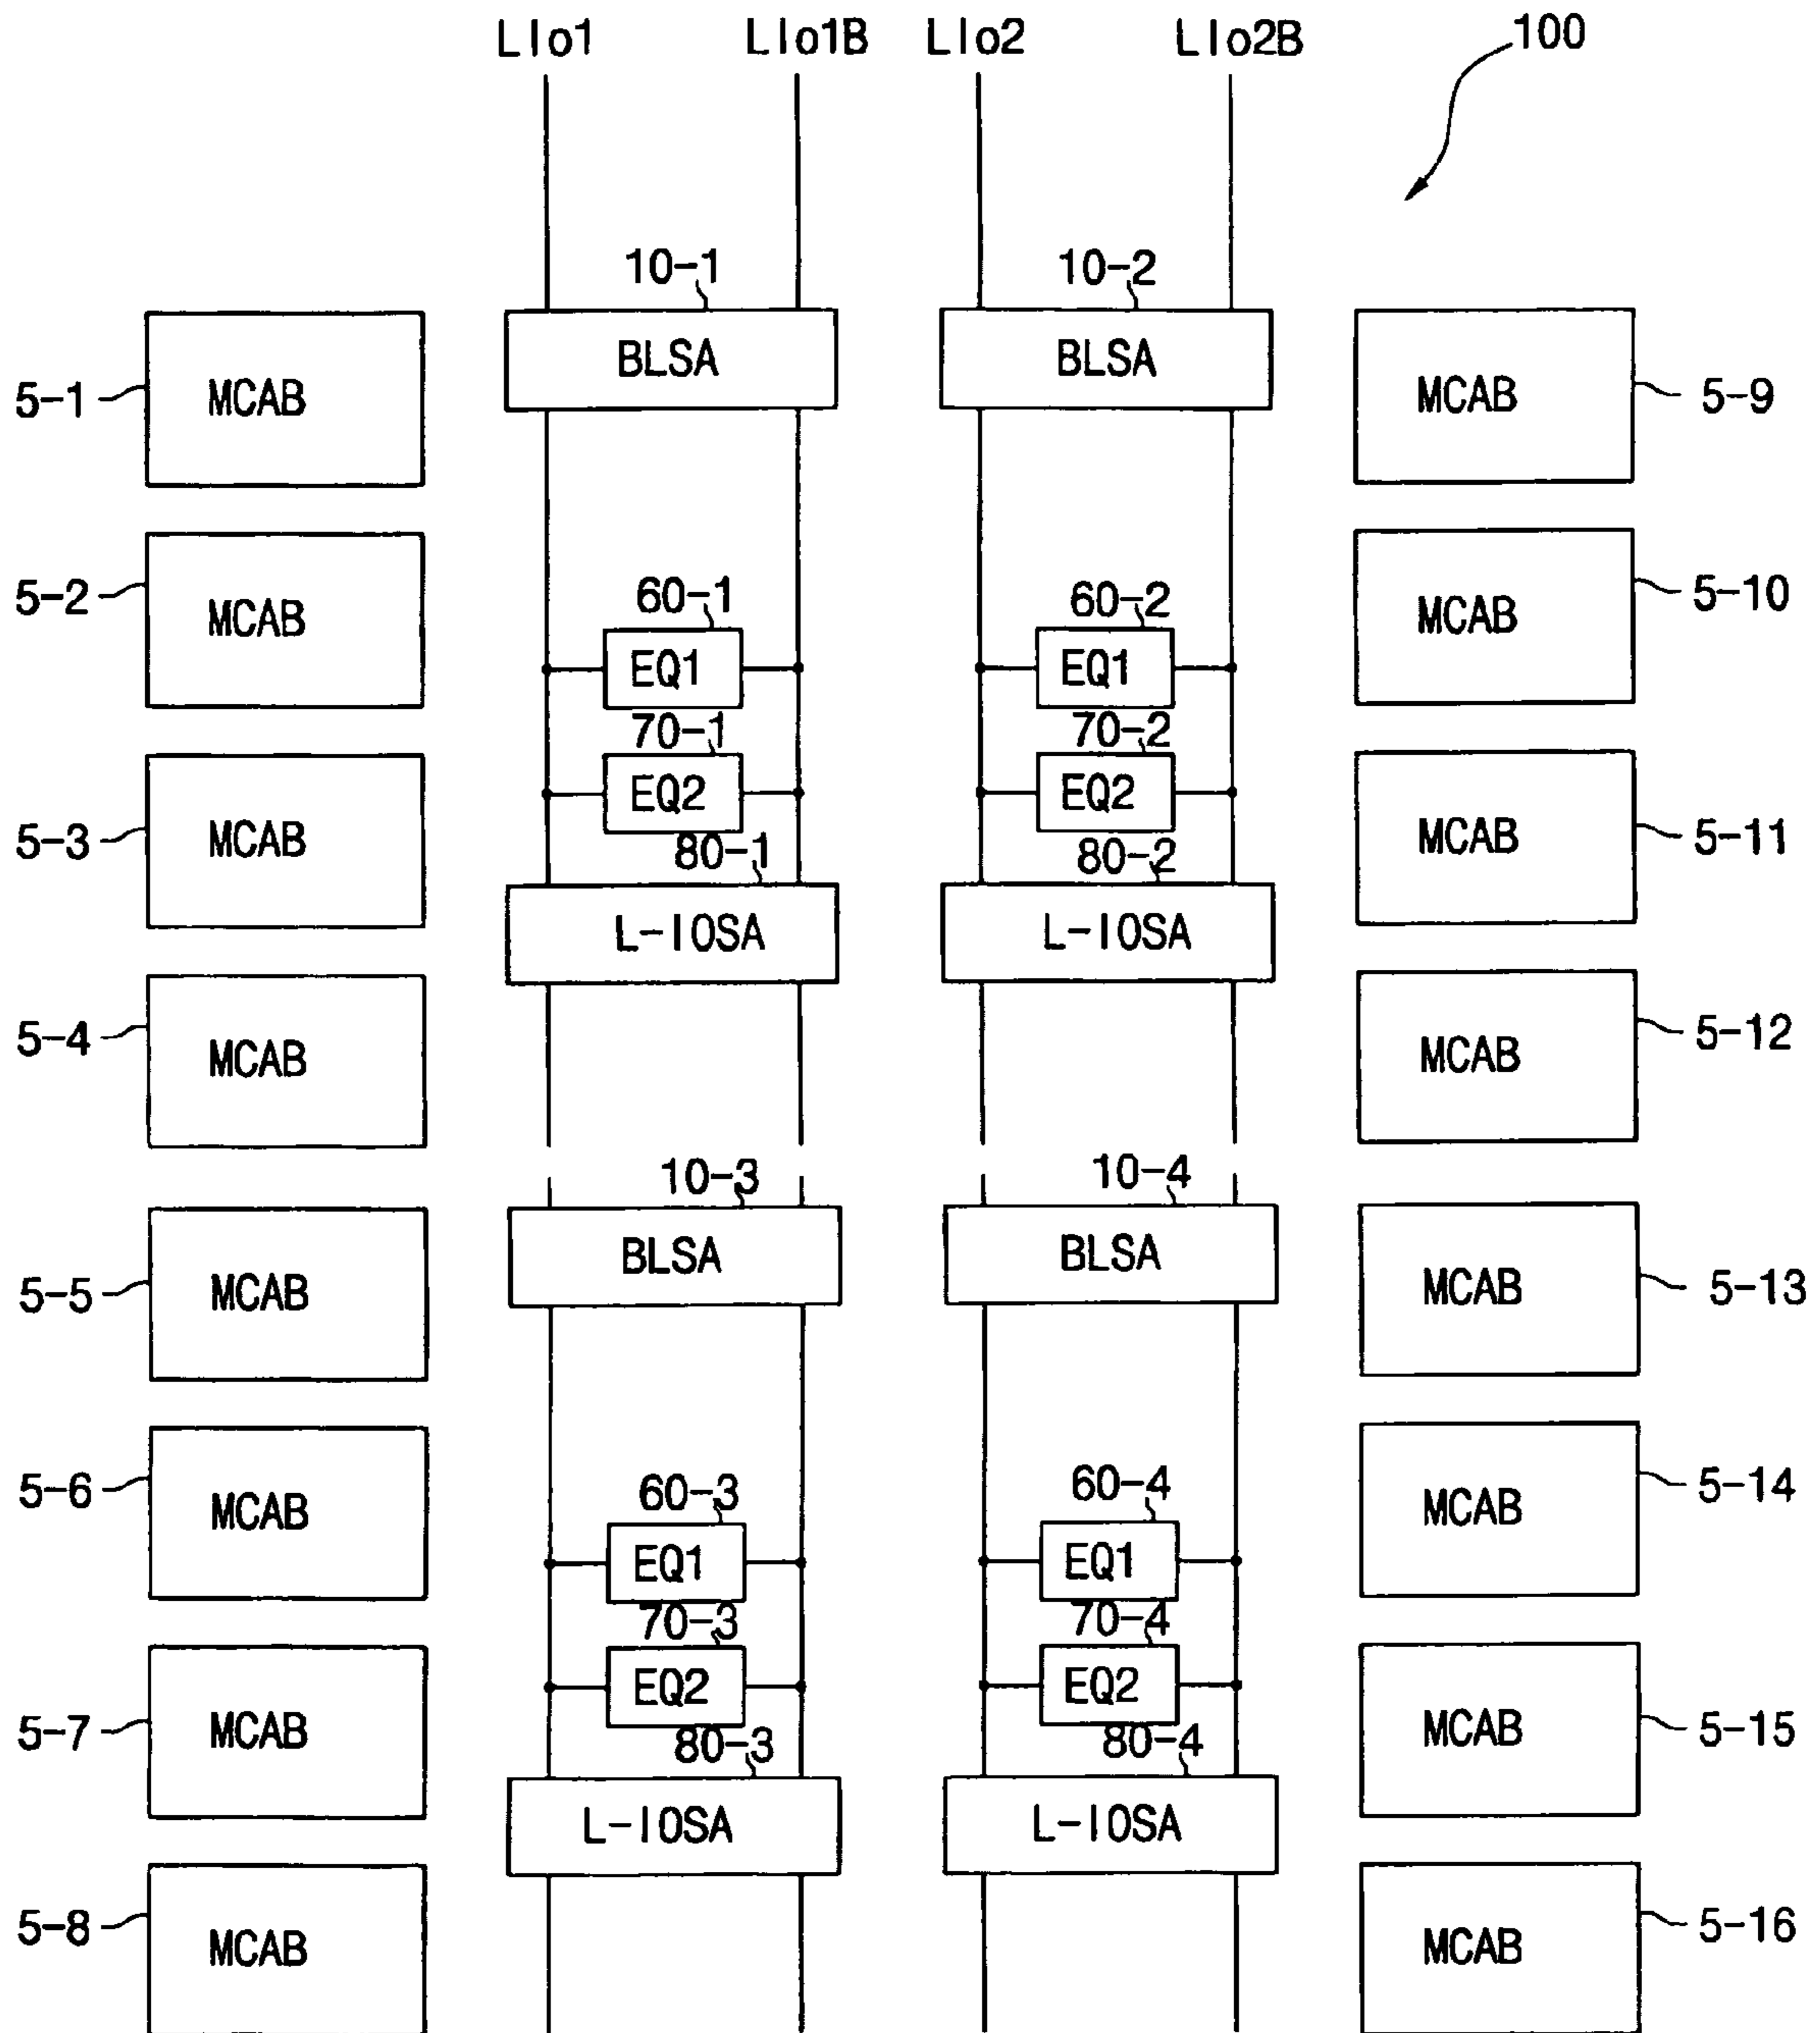 LIo1 LIo1B LIo2 LIo2B 100
10-1 10-2
BLSA BLSA
5-1 MCAB MCAB 5-9
60-1 60-2
5-2 MCAB MCAB 5-10
EQ1 EQ1
70-1 70-2
EQ2 EQ2
5-3 MCAB MCAB 5-11
80-1 80-2
L-IOSA L-IOSA
5-4 MCAB MCAB 5-12
10-3 10-4
BLSA BLSA
5-5 MCAB MCAB 5-13
60-3 60-4
5-6 MCAB MCAB 5-14
EQ1 EQ1
70-3 70-4
EQ2 EQ2
5-7 MCAB MCAB 5-15
80-3 80-4
L-IOSA L-IOSA
5-8 MCAB MCAB 5-16